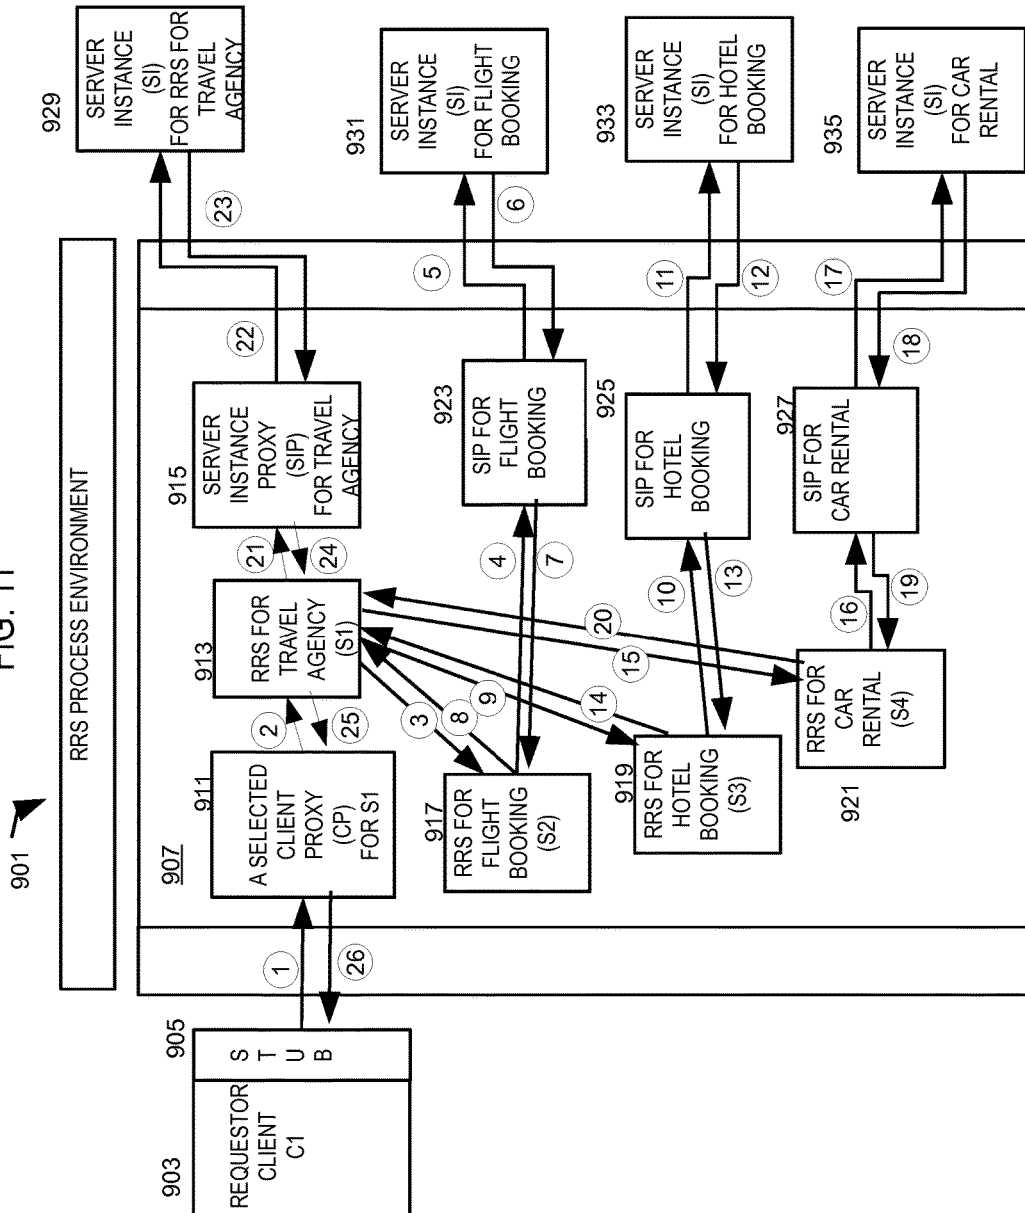 FIG. 11
901
RRS PROCESS ENVIRONMENT
903
REQUESTOR
CLIENT
C1
905
S
T
U
B
1
26
907
911
A SELECTED
CLIENT
PROXY
(CP)
FOR S1
2
25
913
RRS FOR
TRAVEL
AGENCY
(S1)
21
24
915
SERVER
INSTANCE
PROXY
(SIP)
FOR TRAVEL
AGENCY
22
23
929
SERVER
INSTANCE
(SI)
FOR RRS FOR
TRAVEL
AGENCY
3
8
9
14
15
20
917
RRS FOR
FLIGHT
BOOKING
(S2)
4
7
923
SIP FOR
FLIGHT
BOOKING
5
6
931
SERVER
INSTANCE
(SI)
FOR FLIGHT
BOOKING
919
RRS FOR
HOTEL
BOOKING
(S3)
10
13
925
SIP FOR
HOTEL
BOOKING
11
12
933
SERVER
INSTANCE
(SI)
FOR HOTEL
BOOKING
RRS FOR
CAR
RENTAL
(S4)
921
16
19
927
SIP FOR
CAR RENTAL
17
18
935
SERVER
INSTANCE
(SI)
FOR CAR
RENTAL